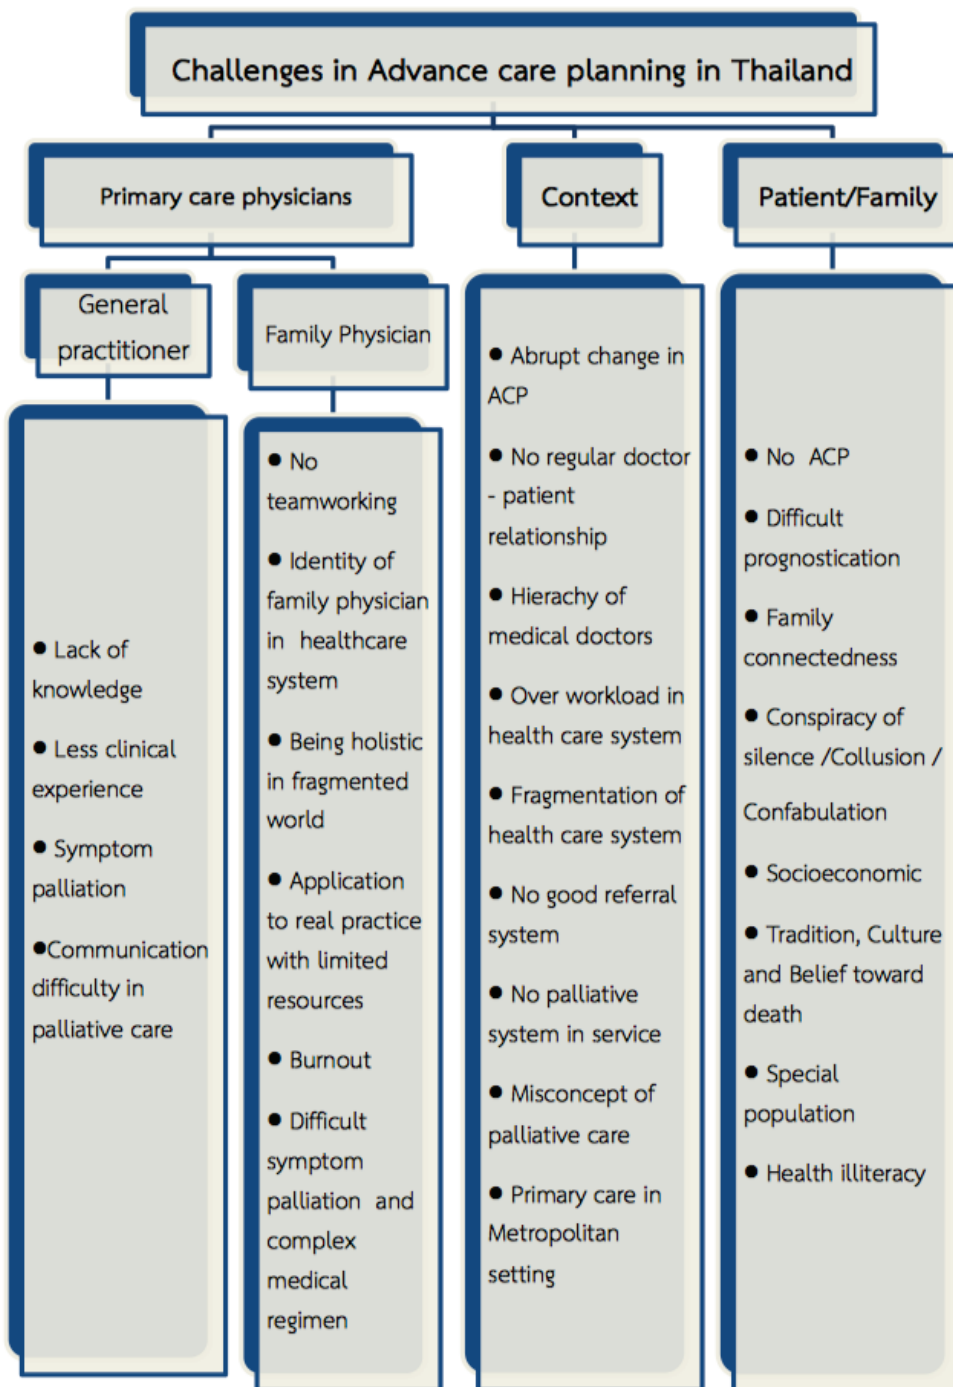 Challenges in Advance care planning in Thailand
Primary care physicians
General
practitioner
● Lack of
knowledge
● Less clinical
experience
● Symptom
palliation
●Communication
difficulty in
palliative care
Family Physician
● No
teamworking
● Identity of
family physician
in healthcare
system
● Being holistic
in fragmented
world
● Application
to real practice
with limited
resources
● Burnout
● Difficult
symptom
palliation and
complex
medical
regimen
Context
● Abrupt change in
ACP
● No regular doctor
- patient
relationship
● Hierachy of
medical doctors
● Over workload in
health care system
● Fragmentation of
health care system
● No good referral
system
● No palliative
system in service
● Misconcept of
palliative care
● Primary care in
Metropolitan
setting
Patient/Family
● No ACP
● Difficult
prognostication
● Family
connectedness
● Conspiracy of
silence /Collusion /
Confabulation
● Socioeconomic
● Tradition, Culture
and Belief toward
death
● Special
population
● Health illiteracy